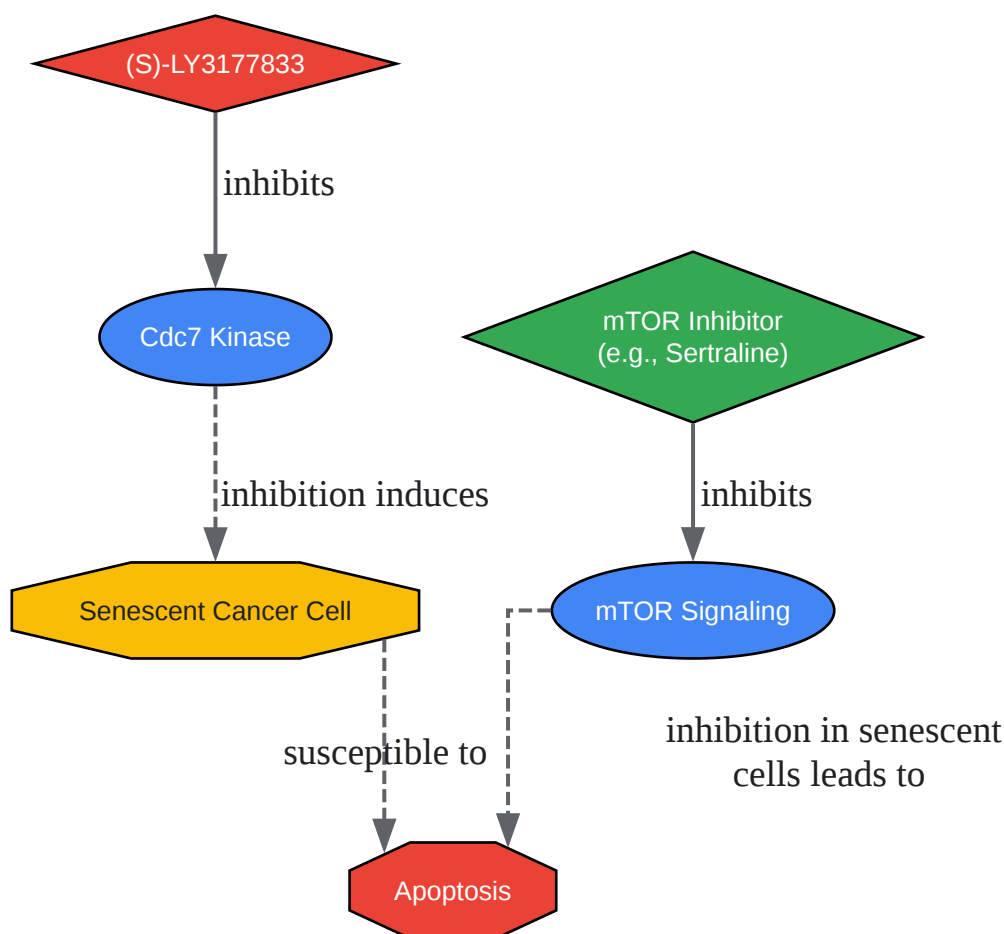 (S)-LY3177833
inhibits
Cdc7 Kinase
mTOR Inhibitor
(e.g., Sertraline)
inhibition induces
inhibits
Senescent Cancer Cell
mTOR Signaling
susceptible to
inhibition in senescent
cells leads to
Apoptosis